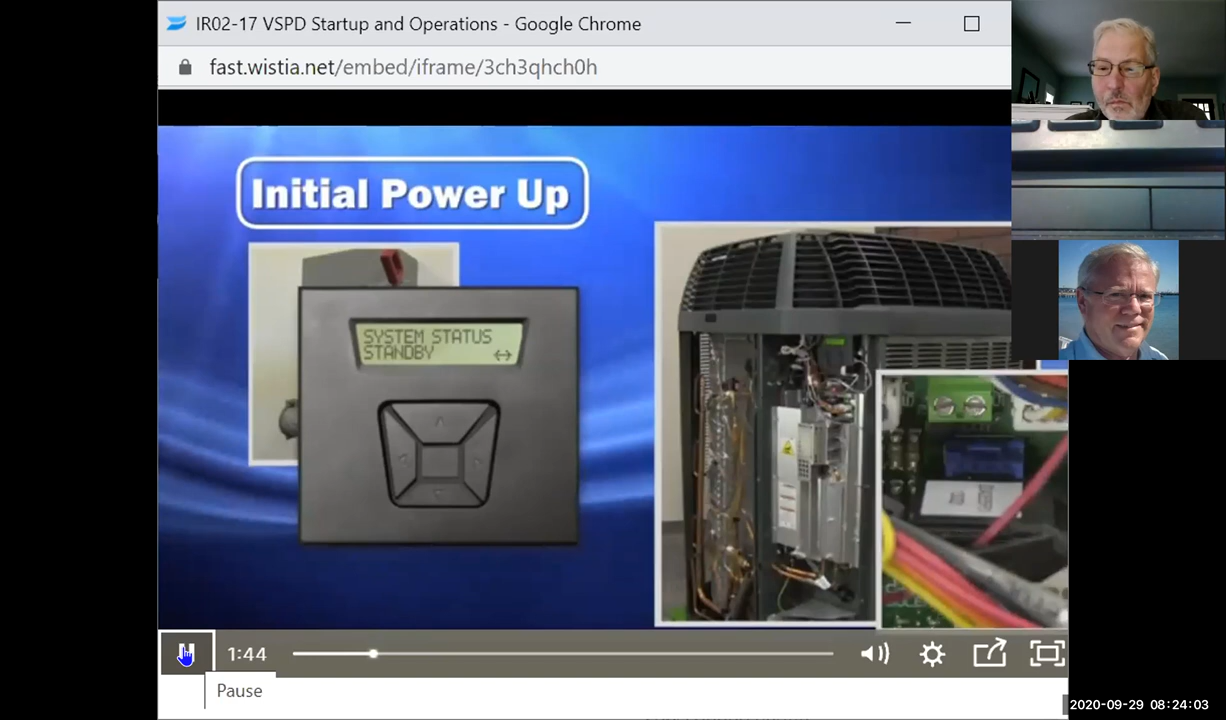 IR02-17 VSPD Startup and Operations - Google Chrome
fast.wistia.net/embed/iframe/3ch3qhch0h
Initial Power Up
SYSTEM STATUS
STANDBY
1:44
Pause
2020-09-29 08:24:03